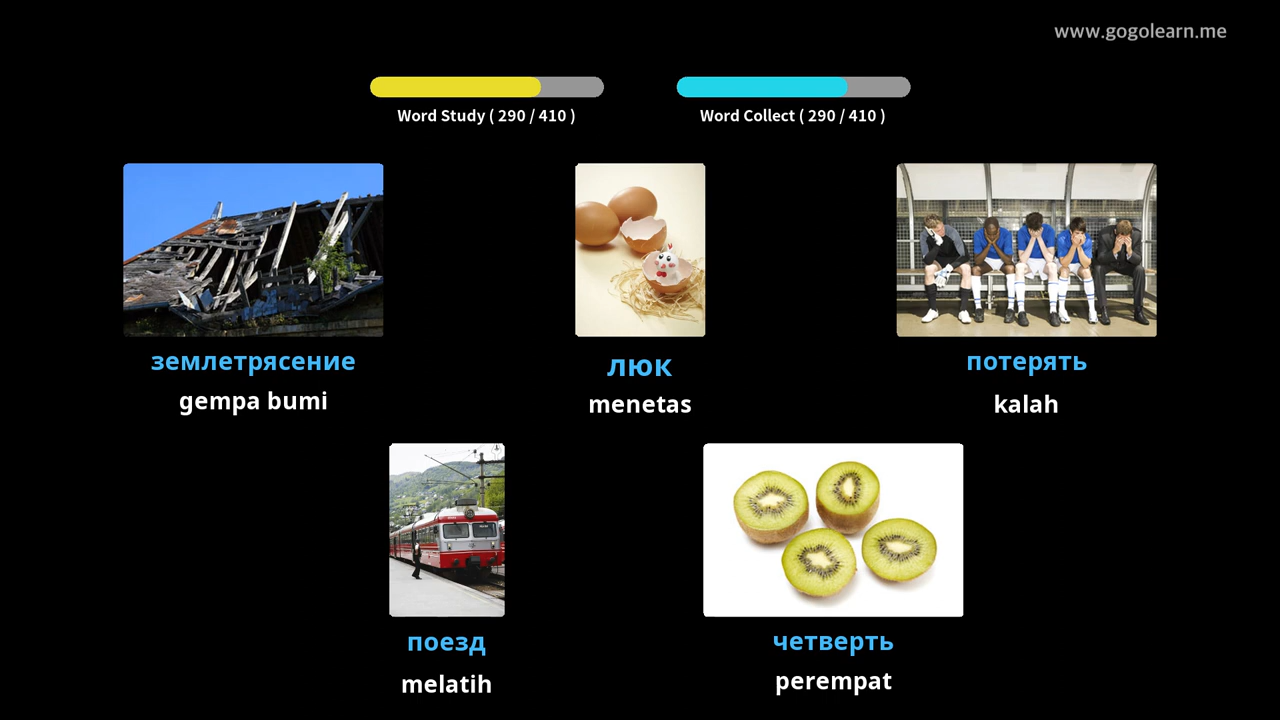 www.gogolearn.me
Word Study ( 290 / 410 )
Word Collect ( 290 / 410 )
землетрясение
gempa bumi
люк
menetas
потерять
kalah
поезд
melatih
четверть
perempat